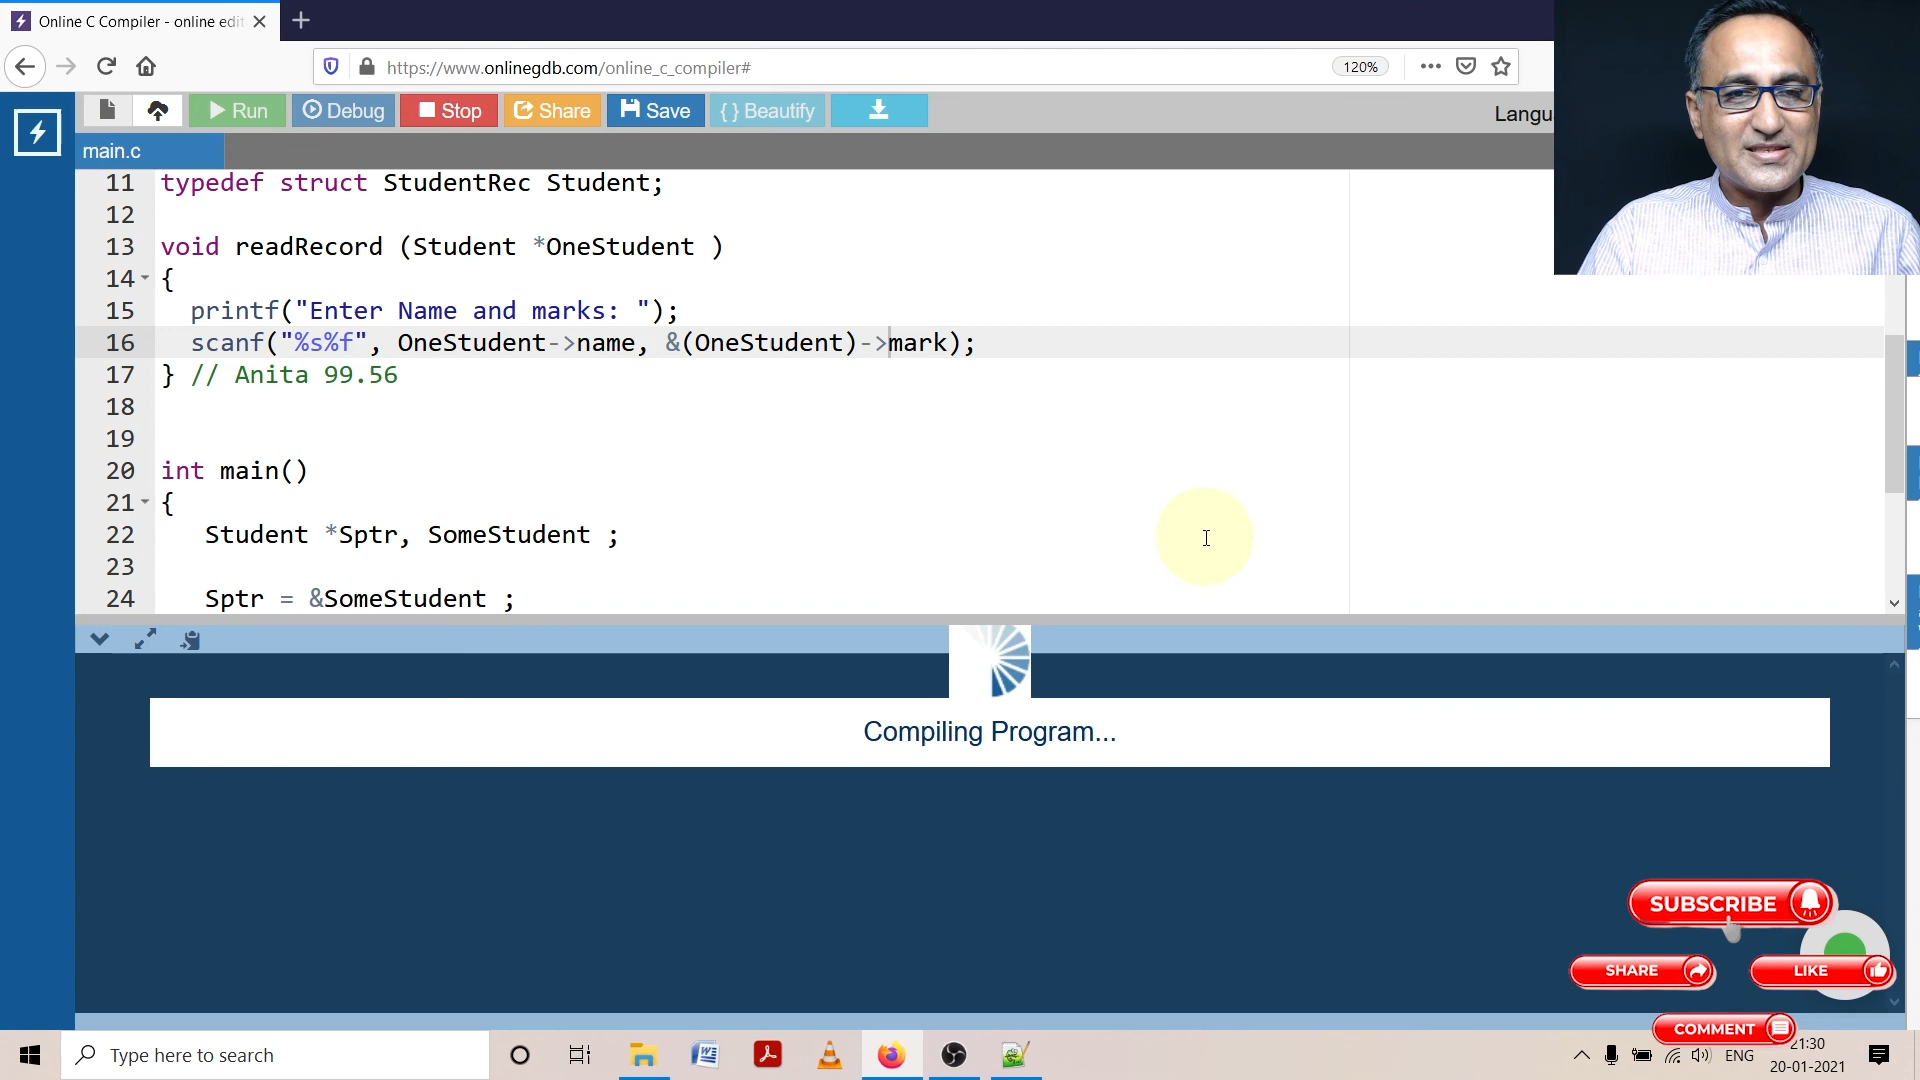 Online C Compiler - online edit
https://www.onlinegdb.com/online_c_compiler#
120%
Run
Debug
Stop
Share
Save
{ } Beautify
Langu
main.c
11 typedef struct StudentRec Student;
12
13 void readRecord (Student *OneStudent )
14 {
15 printf("Enter Name and marks: ");
16 scanf("%s%f", OneStudent->name, &(OneStudent)->mark);
17 } // Anita 99.56
18
19
20 int main()
21 {
22 Student *Sptr, SomeStudent ;
23
24 Sptr = &SomeStudent ;
Compiling Program...
SUBSCRIBE
SHARE
LIKE
COMMENT
Type here to search
ENG
21:30
20-01-2021